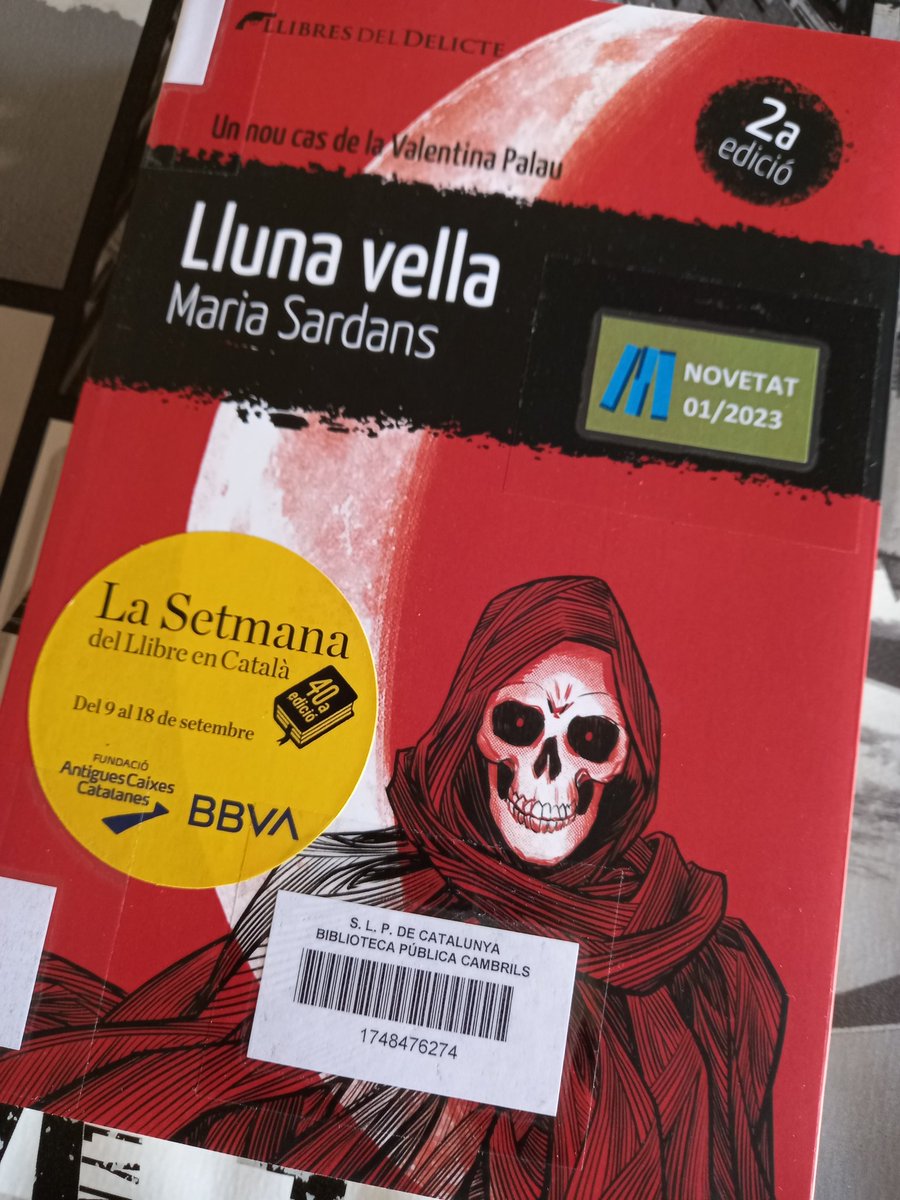 LLIBRES DEL DELICTE
Un nou cas de la Valentina Palau
2a
edició
Lluna vella
Maria Sardans
NOVETAT
01/2023
La Setmana
del Llibre en Català
40a
edició
Del 9 al 18 de setembre
FUNDACIÓ
Antigues Caixes
Catalanes
BBVA
S. L. P. DE CATALUNYA
BIBLIOTECA PÚBLICA CAMBRILS
1748476274